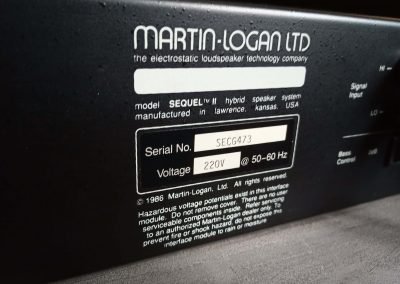 MARTIN-LOGAN LTD
the electrostatic loudspeaker technology company
model SEQUEL™ II hybrid speaker system
manufactured in lawrence, kansas, USA
Serial No. SECG473
Voltage 220V @ 50-60 Hz
© 1986 Martin-Logan, Ltd. All rights reserved.
Hazardous voltage potentials exist in this interface
module. Do not remove cover. There are no user
serviceable components inside. Refer servicing
to an authorized Martin-Logan dealer only. To
prevent fire or shock hazard, do not expose this
interface module to rain or moisture
HI
Signal
Input
LO
Bass
Control